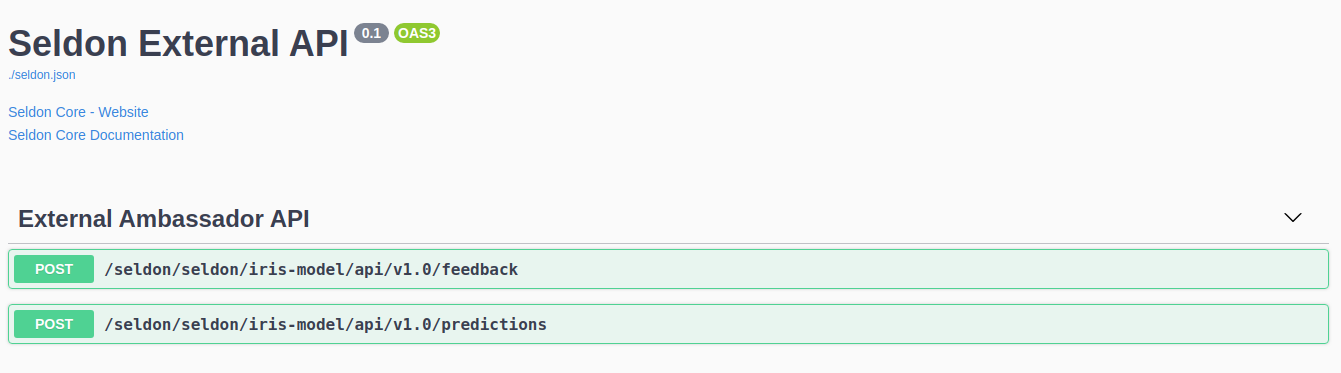 Seldon External API 0.1 OAS3
./seldon.json
Seldon Core - Website
Seldon Core Documentation
External Ambassador API
POST /seldon/seldon/iris-model/api/v1.0/feedback
POST /seldon/seldon/iris-model/api/v1.0/predictions